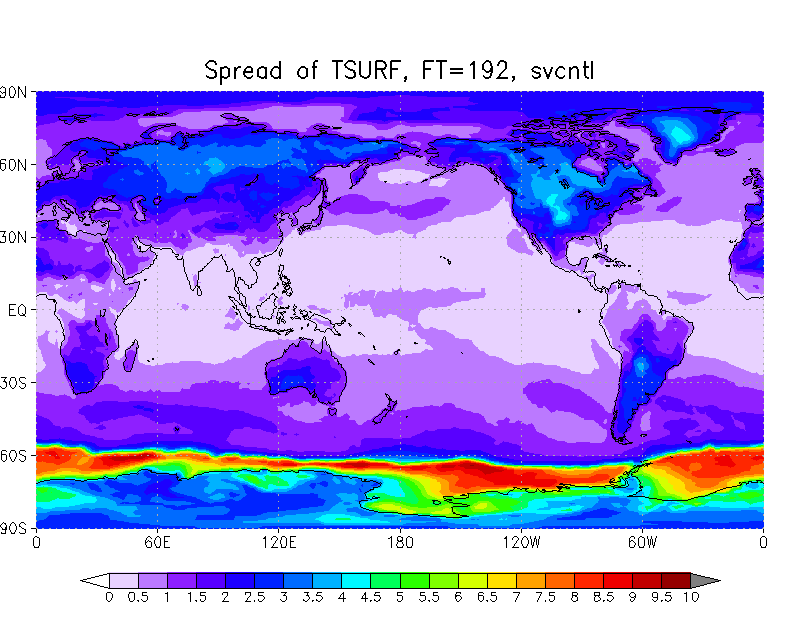 Spread of TSURF, FT=192, svcntl
90N
60N
30N
EQ
30S
60S
90S
0 60E 120E 180 120W 60W 0
0 0.5 1 1.5 2 2.5 3 3.5 4 4.5 5 5.5 6 6.5 7 7.5 8 8.5 9 9.5 10